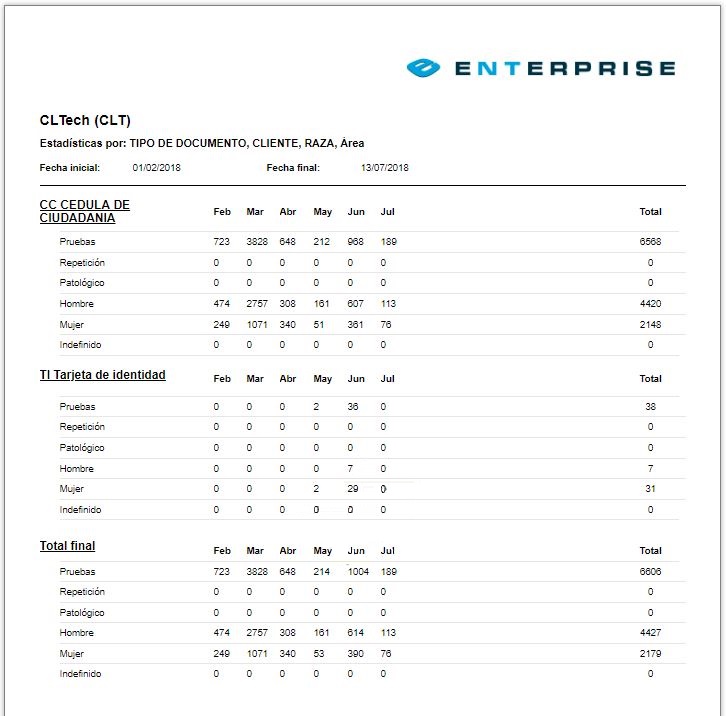 ENTERPRISE
CLTech (CLT)
Estadísticas por: TIPO DE DOCUMENTO, CLIENTE, RAZA, Área
Fecha inicial: 01/02/2018 Fecha final: 13/07/2018
CC CEDULA DE
CIUDADANIA
Feb Mar Abr May Jun Jul Total
Pruebas 723 3828 648 212 968 189 6568
Repetición 0 0 0 0 0 0 0
Patológico 0 0 0 0 0 0 0
Hombre 474 2757 308 161 607 113 4420
Mujer 249 1071 340 51 361 76 2148
Indefinido 0 0 0 0 0 0 0
TI Tarjeta de identidad Feb Mar Abr May Jun Jul Total
Pruebas 0 0 0 2 36 0 38
Repetición 0 0 0 0 0 0 0
Patológico 0 0 0 0 0 0 0
Hombre 0 0 0 0 7 0 7
Mujer 0 0 0 2 29 0 31
Indefinido 0 0 0 0 0 0 0
Total final Feb Mar Abr May Jun Jul Total
Pruebas 723 3828 648 214 1004 189 6606
Repetición 0 0 0 0 0 0 0
Patológico 0 0 0 0 0 0 0
Hombre 474 2757 308 161 614 113 4427
Mujer 249 1071 340 53 390 76 2179
Indefinido 0 0 0 0 0 0 0